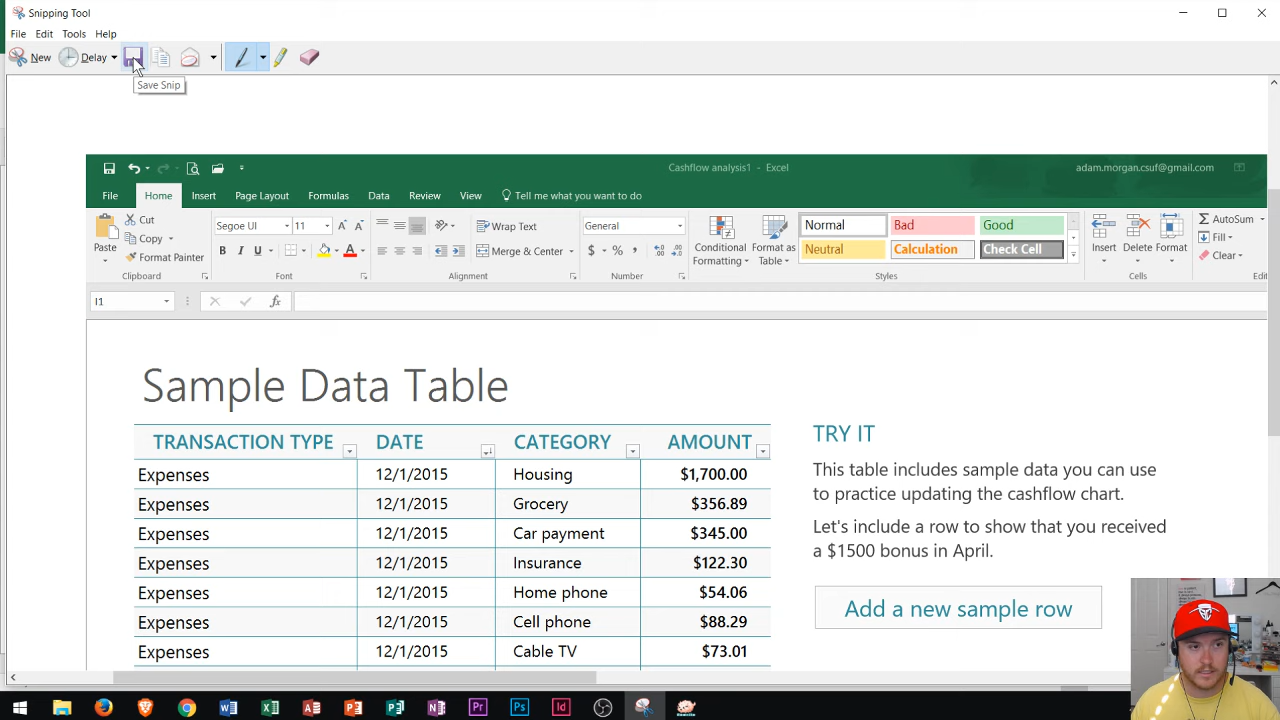 Snipping Tool
File Edit Tools Help
New Delay
Save Snip
Cashflow analysis1 - Excel
adam.morgan.csuf@gmail.com
File Home Insert Page Layout Formulas Data Review View Tell me what you want to do
Paste
Cut
Copy
Format Painter
Clipboard
Segoe UI 11
B I U A
Font
Wrap Text
Merge & Center
Alignment
General
$ % ,
Number
Conditional Formatting
Format as Table
Normal Bad Good
Neutral Calculation Check Cell
Styles
Insert Delete Format
Cells
AutoSum
Fill
Clear
Edit
I1 fx
Sample Data Table
TRANSACTION TYPE DATE CATEGORY AMOUNT
Expenses 12/1/2015 Housing $1,700.00
Expenses 12/1/2015 Grocery $356.89
Expenses 12/1/2015 Car payment $345.00
Expenses 12/1/2015 Insurance $122.30
Expenses 12/1/2015 Home phone $54.06
Expenses 12/1/2015 Cell phone $88.29
Expenses 12/1/2015 Cable TV $73.01
TRY IT
This table includes sample data you can use
to practice updating the cashflow chart.
Let's include a row to show that you received
a $1500 bonus in April.
Add a new sample row